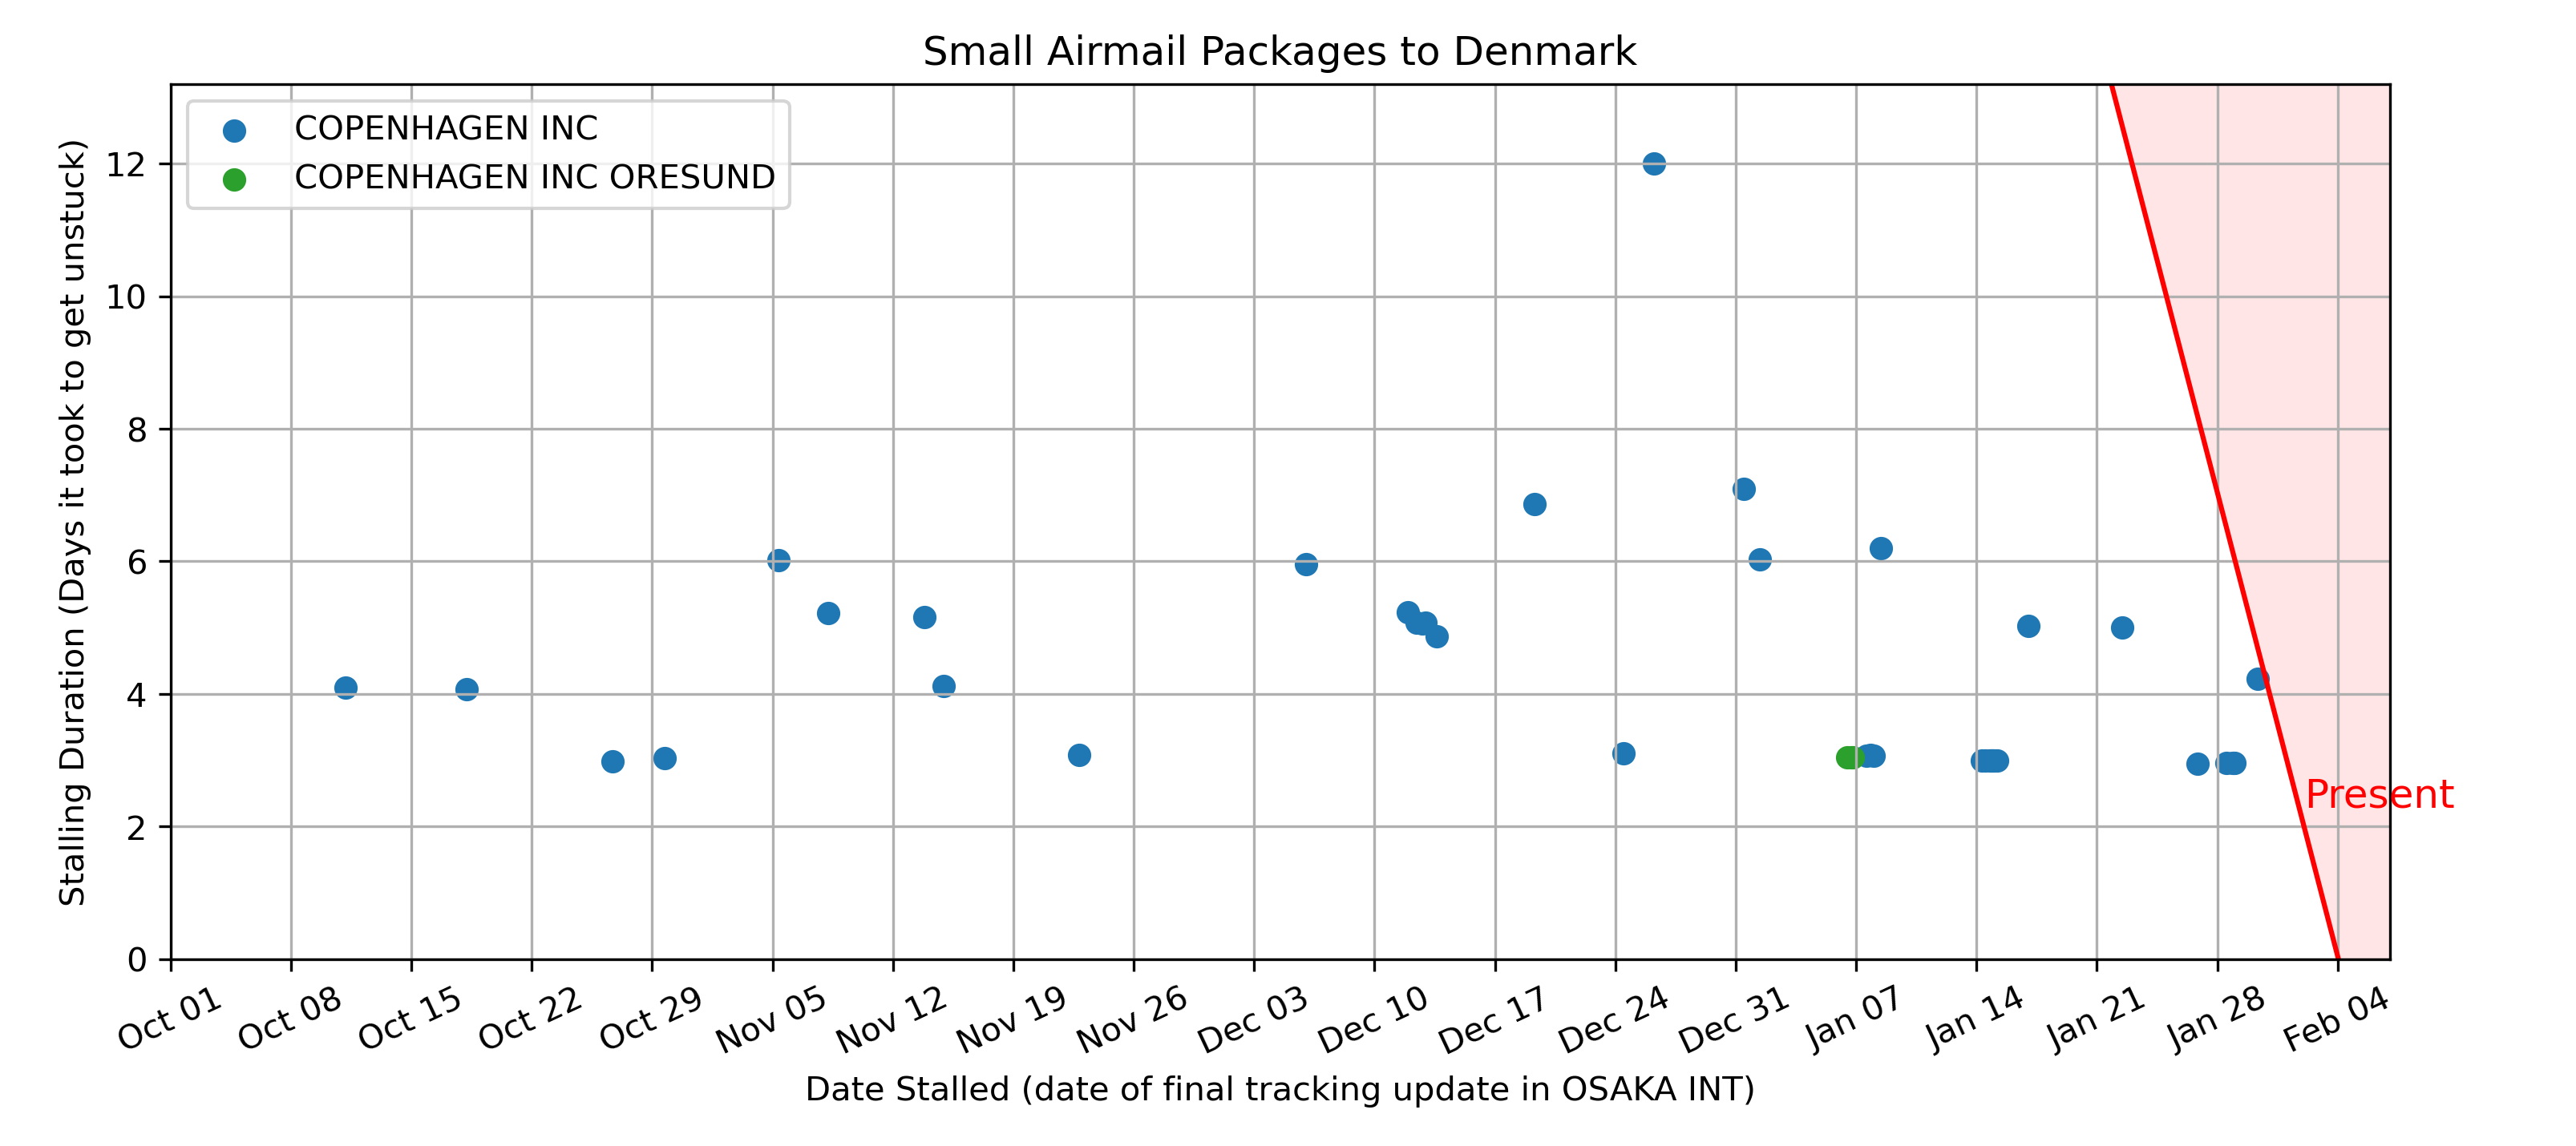 Small Airmail Packages to Denmark
COPENHAGEN INC
COPENHAGEN INC ORESUND
Stalling Duration (Days it took to get unstuck)
12
10
8
6
4
2
0
Present
Oct 01 Oct 08 Oct 15 Oct 22 Oct 29 Nov 05 Nov 12 Nov 19 Nov 26 Dec 03 Dec 10 Dec 17 Dec 24 Dec 31 Jan 07 Jan 14 Jan 21 Jan 28 Feb 04
Date Stalled (date of final tracking update in OSAKA INT)